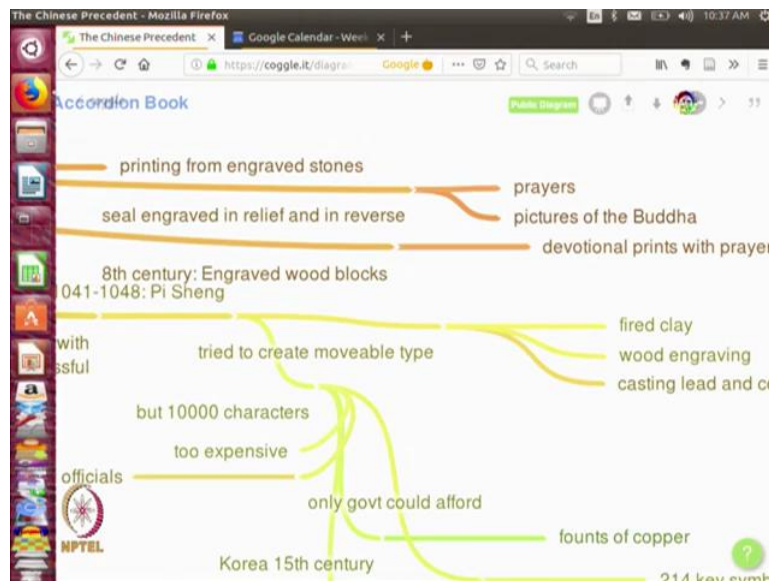 The Chinese Precedent - Mozilla Firefox
En
10:37 AM
The Chinese Precedent
Google Calendar - Week
https://coggle.it/diagra
Google
Search
Accordion Book
Public Diagram
printing from engraved stones
prayers
seal engraved in relief and in reverse
pictures of the Buddha
devotional prints with prayer
8th century: Engraved wood blocks
1041-1048: Pi Sheng
fired clay
with
tried to create moveable type
wood engraving
ssful
casting lead and co
but 10000 characters
too expensive
officials
only govt could afford
founts of copper
NPTEL
Korea 15th century
214 key symb
?